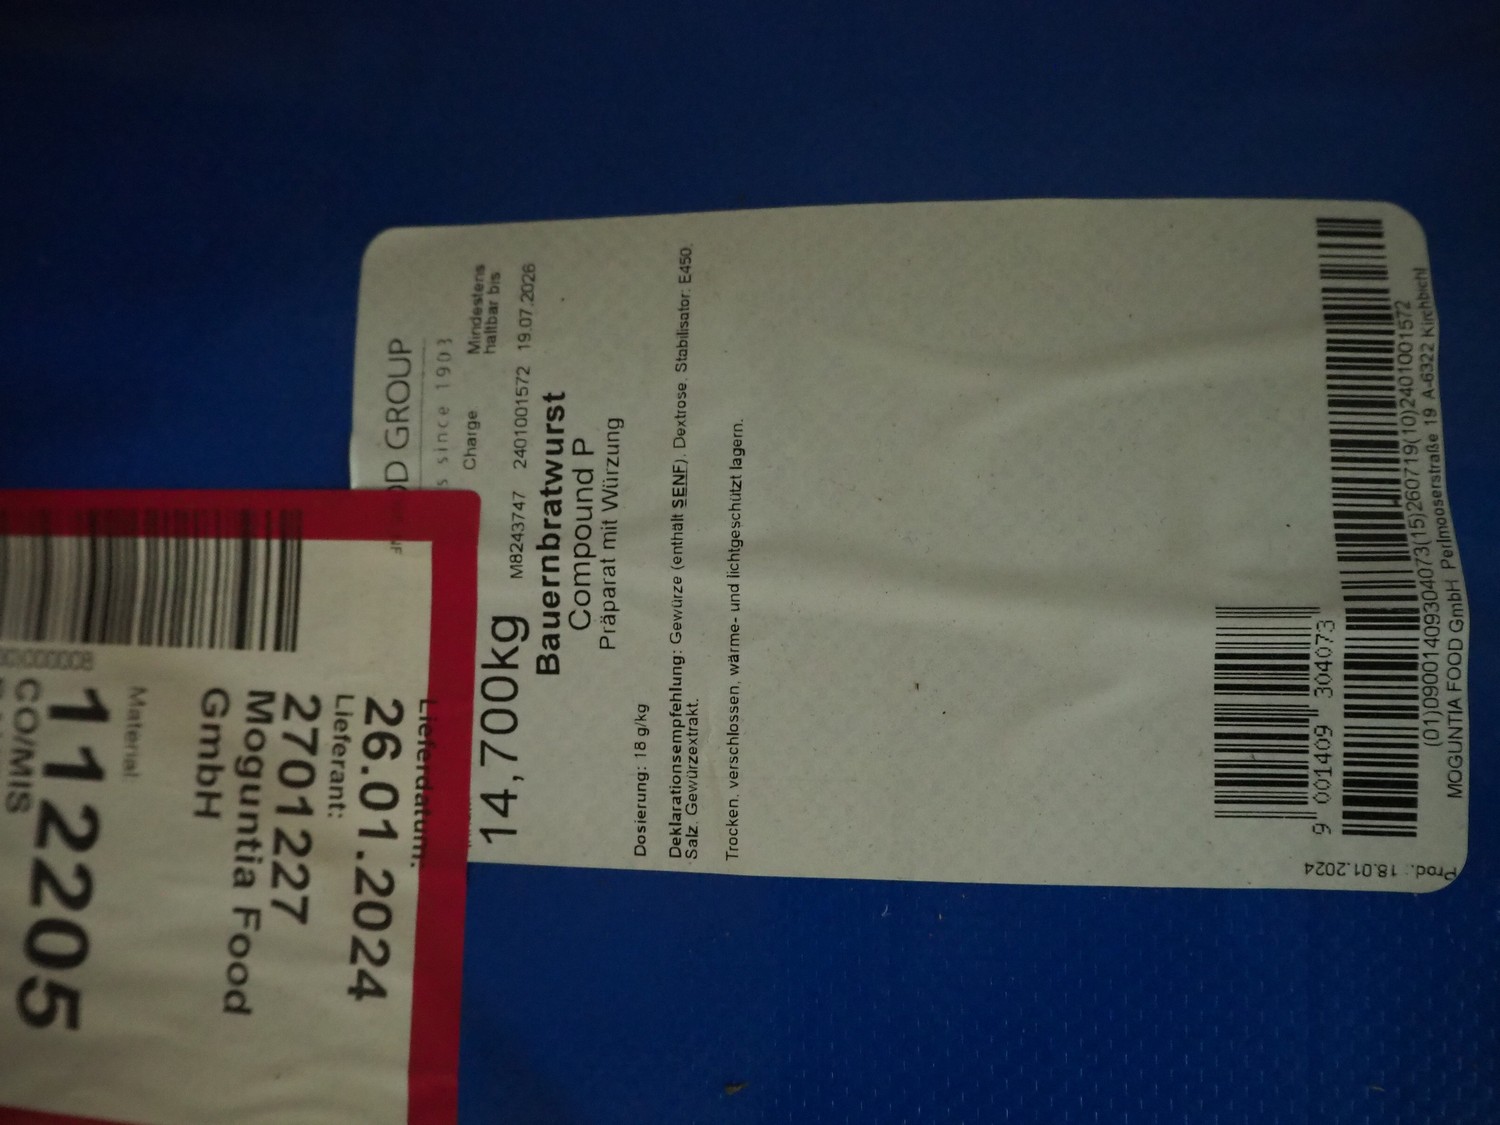 D GROUP
s since 1903
Charge
Mindestens
haltbar bis
14,700kg
M8243747 2401001572 19.07.2026
Bauernbratwurst
Compound P
Präparat mit Würzung
Dosierung: 18 g/kg
Deklarationsempfehlung: Gewürze (enthält SENF), Dextrose, Stabilisator: E450,
Salz, Gewürzextrakt.
Trocken, verschlossen, wärme- und lichtgeschützt lagern.
9 001409 304073
(01)09001409304073(15)260719(10)2401001572
MOGUNTIA FOOD GmbH Perlmooserstraße 19 A-6322 Kirchbichl
Prod.: 18.01.2024
Lieferdatum:
26.01.2024
Lieferant:
2701227
Moguntia Food
GmbH
Material:
112205
CO/MIS